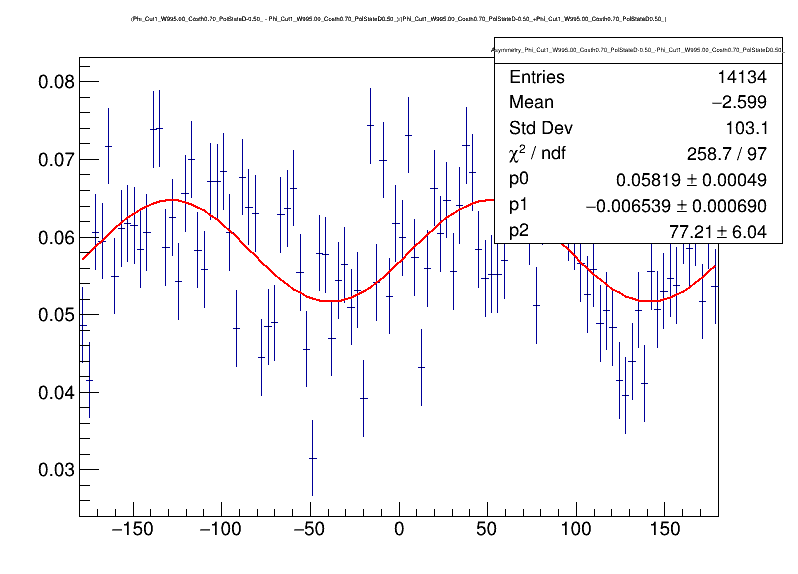 (Phi_Cut1_W995.00_Costh0.70_PolStateD-0.50_ - Phi_Cut1_W995.00_Costh0.70_PolStateD0.50_)/(Phi_Cut1_W995.00_Costh0.70_PolStateD-0.50_+Phi_Cut1_W995.00_Costh0.70_PolStateD0.50_)
Asymmetry_Phi_Cut1_W995.00_Costh0.70_PolStateD-0.50_-Phi_Cut1_W995.00_Costh0.70_PolStateD0.50_
Entries 14134
Mean −2.599
Std Dev 103.1
χ² / ndf 258.7 / 97
p0 0.05819 ± 0.00049
p1 −0.006539 ± 0.000690
p2 77.21 ± 6.04
0.08
0.07
0.06
0.05
0.04
0.03
−150 −100 −50 0 50 100 150